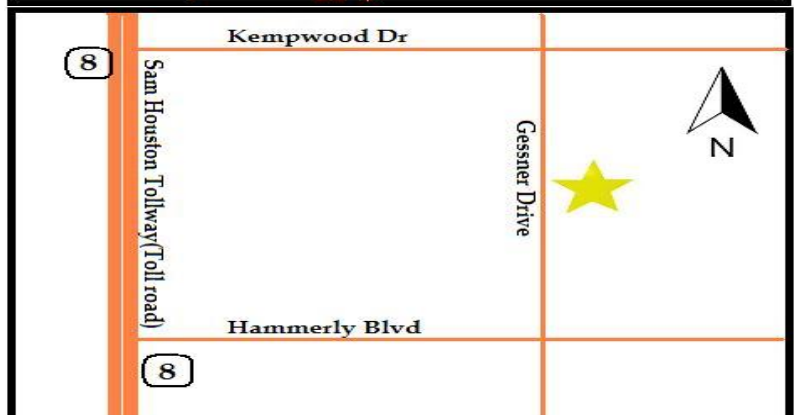 Kempwood Dr
8
Sam Houston Tollway(Toll road)
Gessner Drive
N
Hammerly Blvd
8